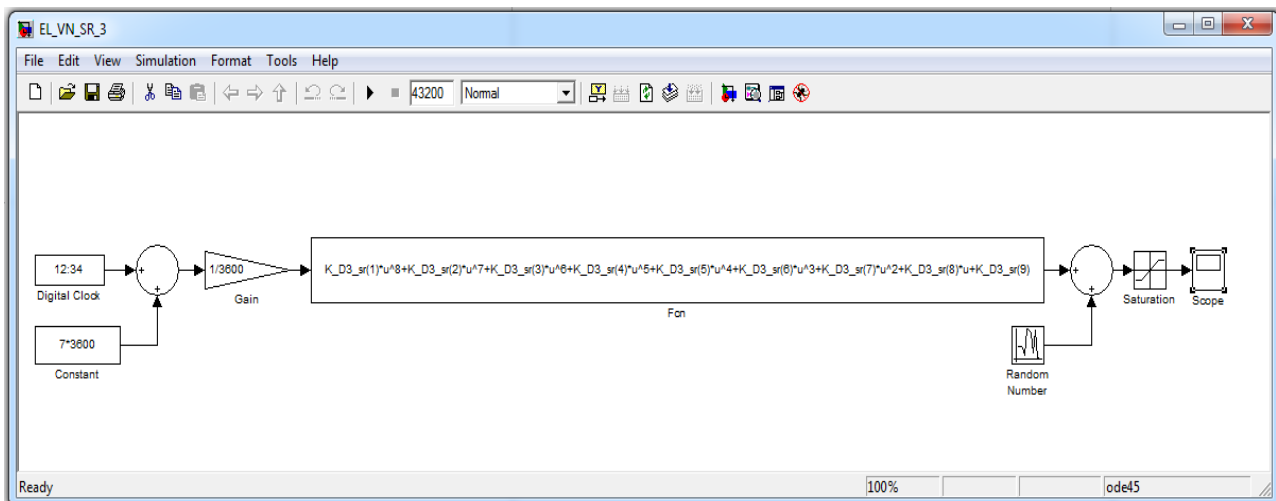 EL_VN_SR_3
File Edit View Simulation Format Tools Help
43200 Normal
12:34
Digital Clock
7*3600
Constant
1/3600
Gain
K_D3_sr(1)*u^8+K_D3_sr(2)*u^7+K_D3_sr(3)*u^6+K_D3_sr(4)*u^5+K_D3_sr(5)*u^4+K_D3_sr(6)*u^3+K_D3_sr(7)*u^2+K_D3_sr(8)*u+K_D3_sr(9)
Fcn
Random
Number
Saturation
Scope
Ready 100% ode45